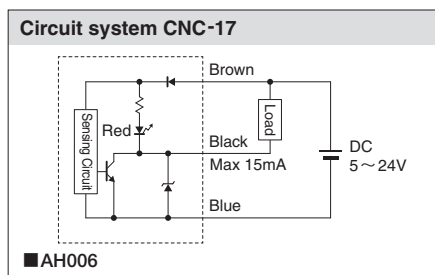 Circuit system CNC-17
Brown
Sensing Circuit
Red
Load
Black
Max 15mA
DC
5～24V
Blue
■AH006